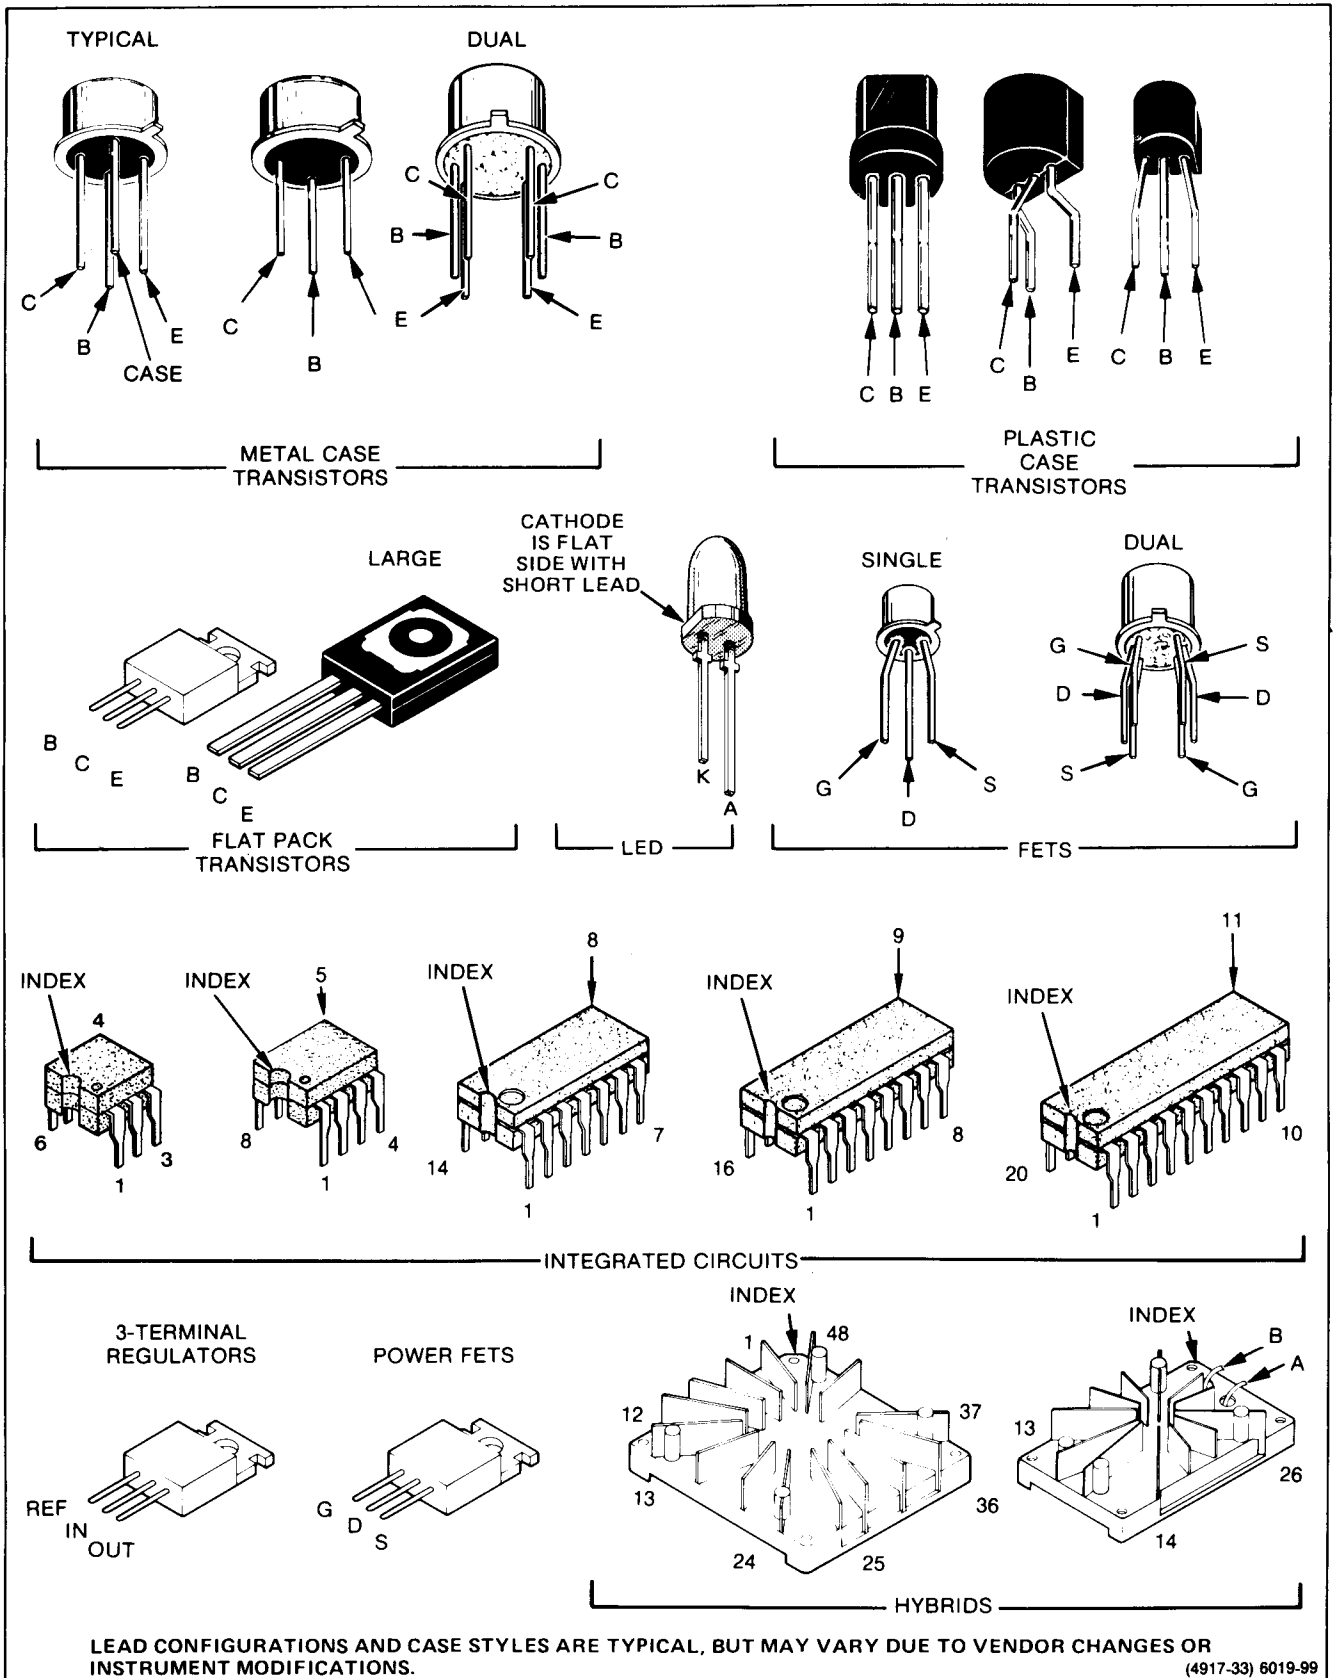 TYPICAL
DUAL
C
B
CASE
E
C
B
C
C
B
B
E
E
C B E
C
B
E
C
B
E
METAL CASE
TRANSISTORS
PLASTIC
CASE
TRANSISTORS
LARGE
B
C
E
B
C
E
FLAT PACK
TRANSISTORS
CATHODE
IS FLAT
SIDE WITH
SHORT LEAD
K
A
LED
SINGLE
G
D
S
DUAL
G
S
D
D
S
G
FETS
INDEX
4
6
3
1
INDEX
5
8
4
1
INDEX
8
14
7
1
INDEX
9
16
8
1
INDEX
11
20
10
1
INTEGRATED CIRCUITS
3-TERMINAL
REGULATORS
REF
IN
OUT
POWER FETS
G
D
S
INDEX
1
48
12
37
13
36
24
25
INDEX
B
A
13
26
14
HYBRIDS
LEAD CONFIGURATIONS AND CASE STYLES ARE TYPICAL, BUT MAY VARY DUE TO VENDOR CHANGES OR
INSTRUMENT MODIFICATIONS.
(4917-33) 6019-99